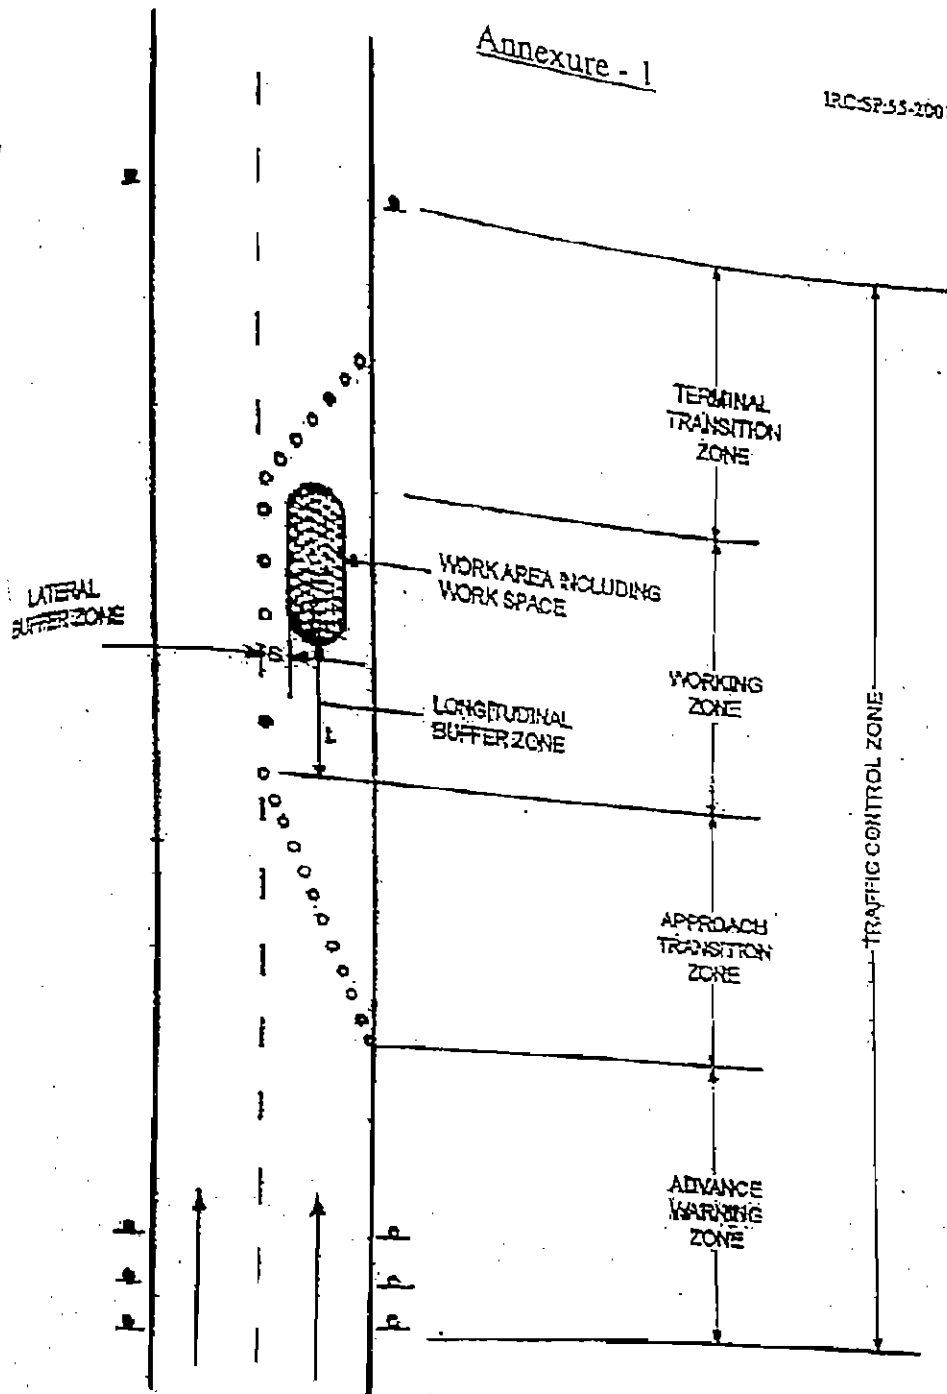 Annexure - 1
IRC:SP:55-2001
TERMINAL
TRANSITION
ZONE
WORK AREA INCLUDING
WORK SPACE
LATERAL
BUFFER ZONE
S
WORKING
ZONE
LONGITUDINAL
BUFFER ZONE
L
TRAFFIC CONTROL ZONE
APPROACH
TRANSITION
ZONE
ADVANCE
WARNING
ZONE